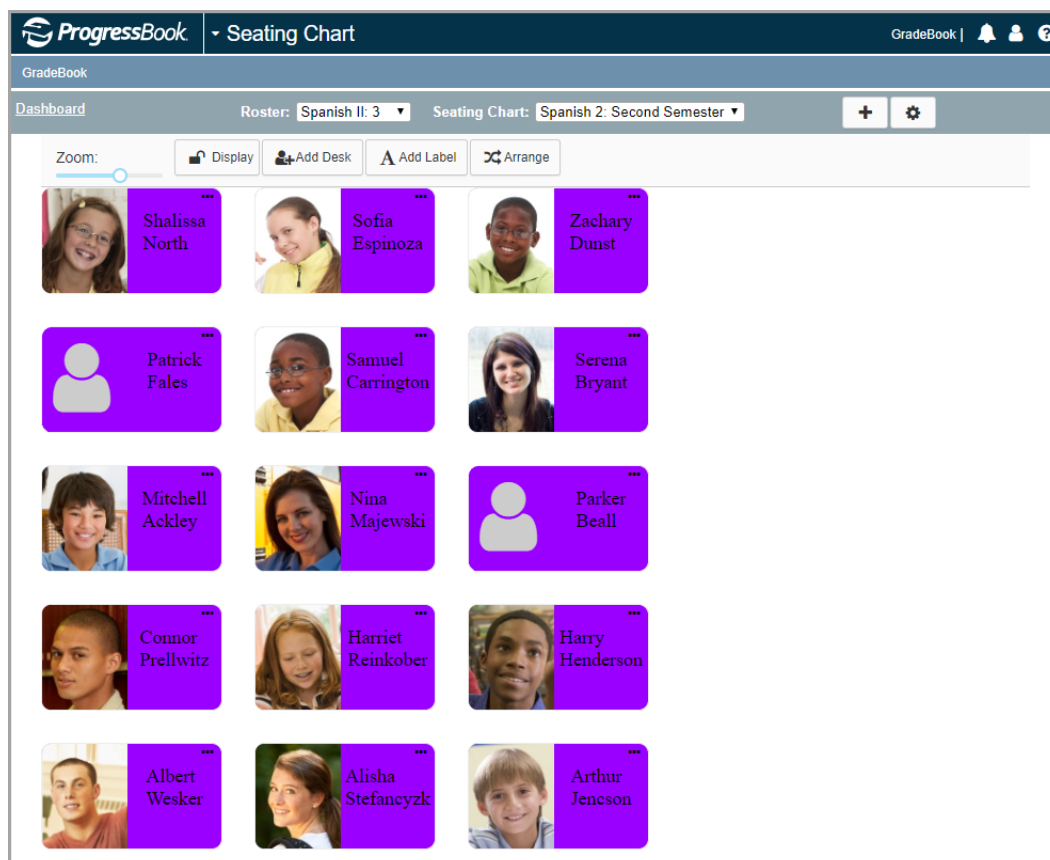 ProgressBook. Seating Chart GradeBook |
GradeBook
Dashboard Roster: Spanish II: 3 Seating Chart: Spanish 2: Second Semester
Zoom: Display Add Desk A Add Label Arrange
Shalissa Sofia Zachary
North Espinoza Dunst
Patrick Samuel Serena
Fales Carrington Bryant
Mitchell Nina Parker
Ackley Majewski Beall
Connor Harriet Harry
Prellwitz Reinkober Henderson
Albert Alisha Arthur
Wesker Stefancyzk Jencson